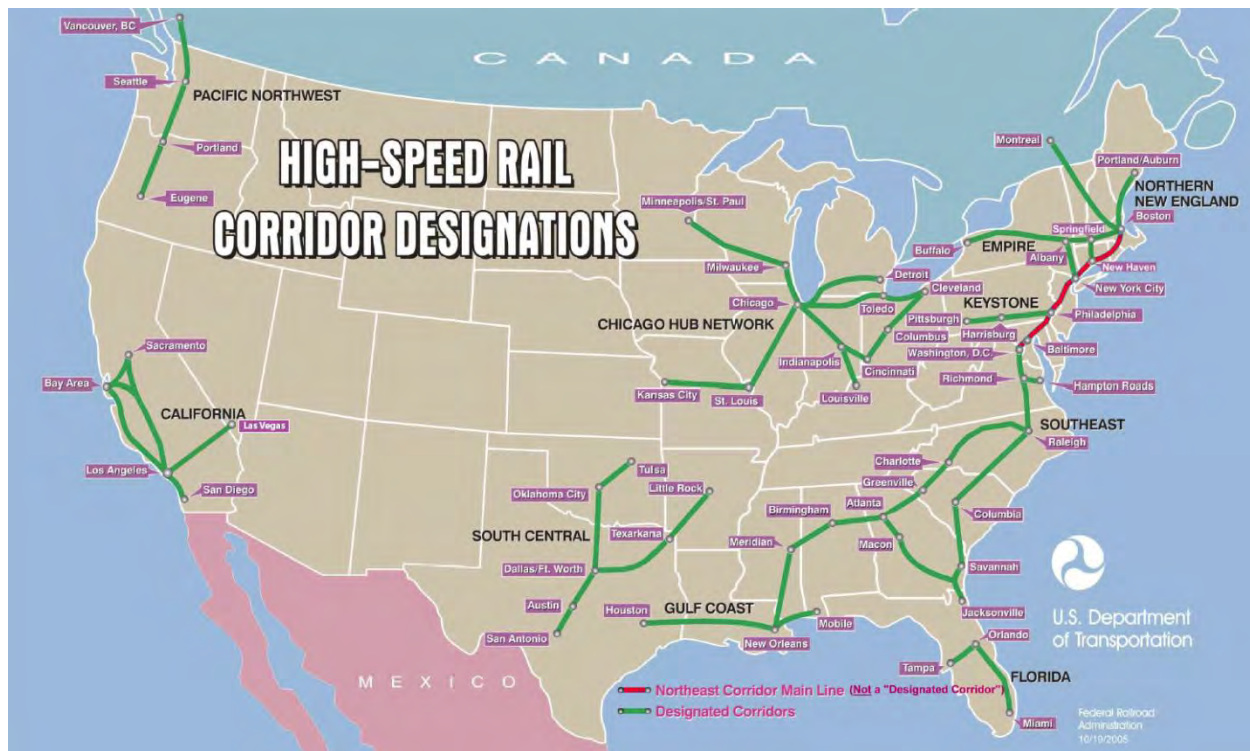 CANADA
Vancouver, BC
Seattle
PACIFIC NORTHWEST
Portland
Eugene
HIGH-SPEED RAIL
CORRIDOR DESIGNATIONS
Montreal
Portland/Auburn
NORTHERN
NEW ENGLAND
Boston
Springfield
Minneapolis/St. Paul
Buffalo
EMPIRE
Albany
New Haven
Milwaukee
Detroit
Cleveland
New York City
Chicago
Toledo
KEYSTONE
CHICAGO HUB NETWORK
Pittsburgh
Philadelphia
Harrisburg
Columbus
Baltimore
Washington, D.C.
Indianapolis
Cincinnati
Sacramento
Bay Area
Richmond
Hampton Roads
Kansas City
St. Louis
Louisville
CALIFORNIA
Las Vegas
SOUTHEAST
Raleigh
Los Angeles
San Diego
Tulsa
Charlotte
Oklahoma City
Little Rock
Greenville
Birmingham
Atlanta
Columbia
SOUTH CENTRAL
Texarkana
Meridian
Macon
Dallas/Ft. Worth
Savannah
Austin
Houston
GULF COAST
Mobile
Jacksonville
San Antonio
New Orleans
Orlando
U.S. Department
of Transportation
Tampa
FLORIDA
MEXICO
Northeast Corridor Main Line (Not a "Designated Corridor")
Designated Corridors
Miami
Federal Railroad
Administration
10/19/2005